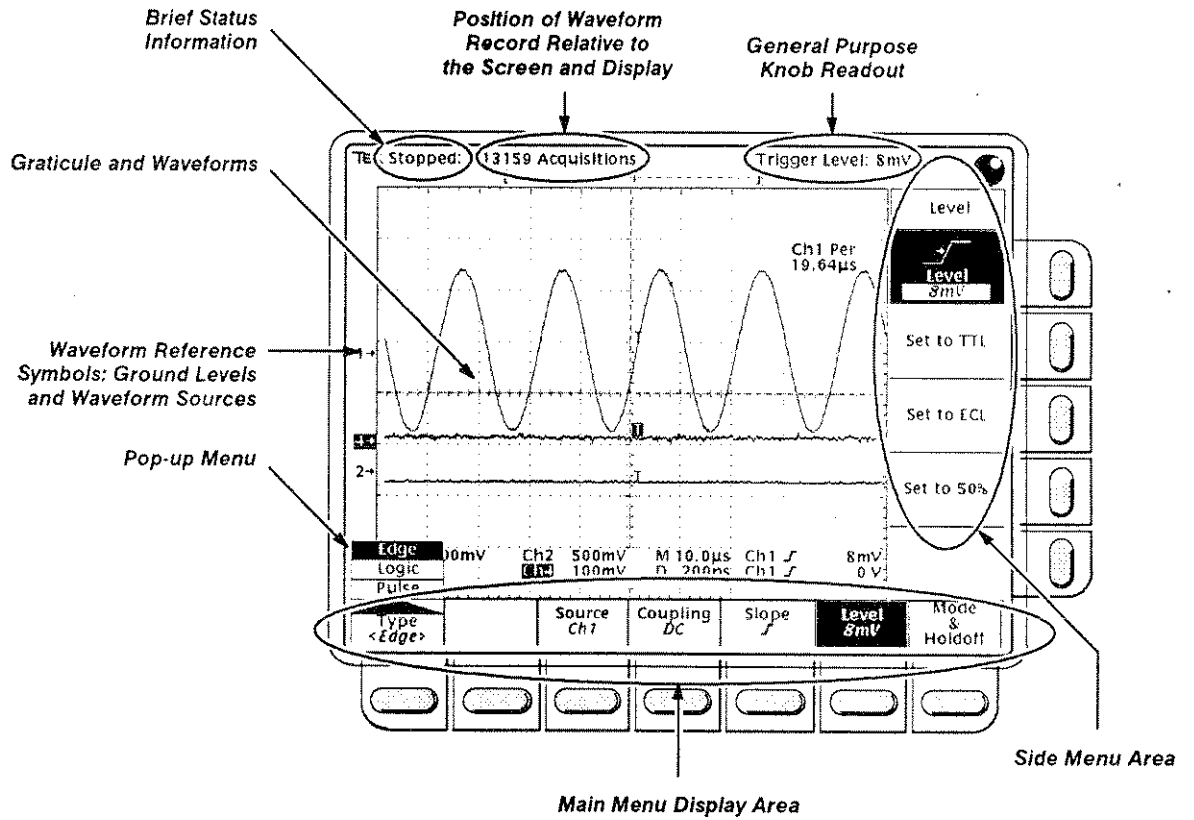 Brief Status
Information
Position of Waveform
Record Relative to
the Screen and Display
General Purpose
Knob Readout
Graticule and Waveforms
Waveform Reference
Symbols: Ground Levels
and Waveform Sources
Pop-up Menu
Stopped: 13159 Acquisitions
Trigger Level: 8mV
Ch1 Per
19.64µs
1→
T
T
2→
T
Level
Level
8mV
Set to TTL
Set to ECL
Set to 50%
Edge
Logic
Pulse
Ch2 500mV M 10.0µs Ch1 8mV
Ch4 100mV D 200ns Ch1 0 V
Type
<Edge>
Source
Ch1
Coupling
DC
Slope
Level
8mV
Mode
&
Holdoff
Side Menu Area
Main Menu Display Area